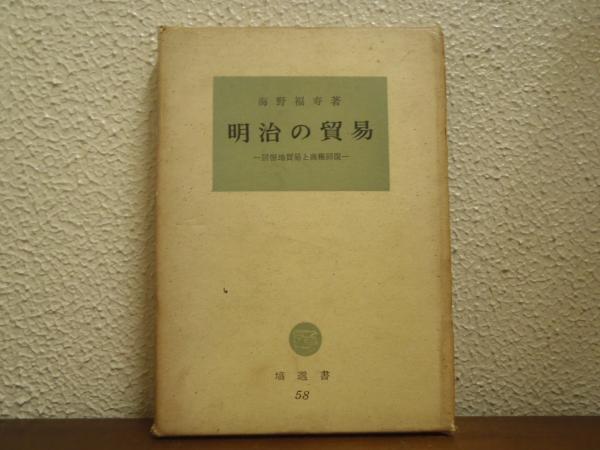 海野福寿著
明治の貿易
―居留地貿易と商権回復―
塙選書
58